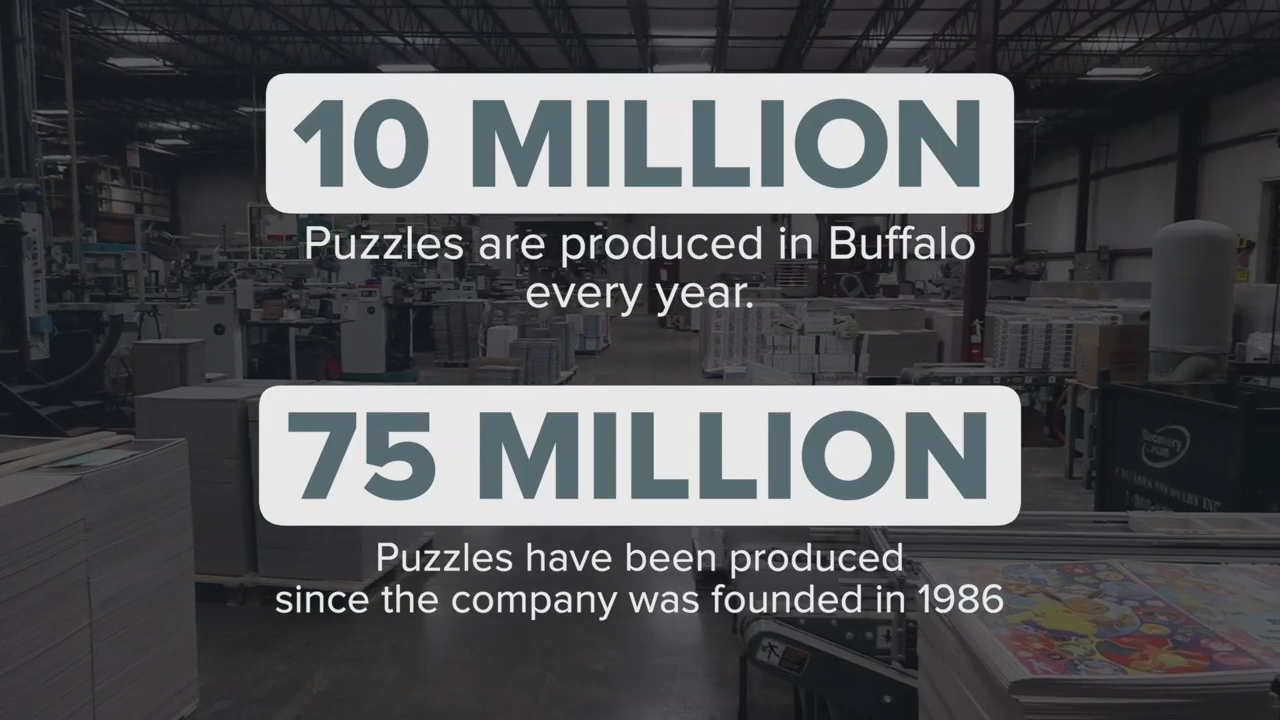 10 MILLION
Puzzles are produced in Buffalo
every year.
75 MILLION
Puzzles have been produced
since the company was founded in 1986